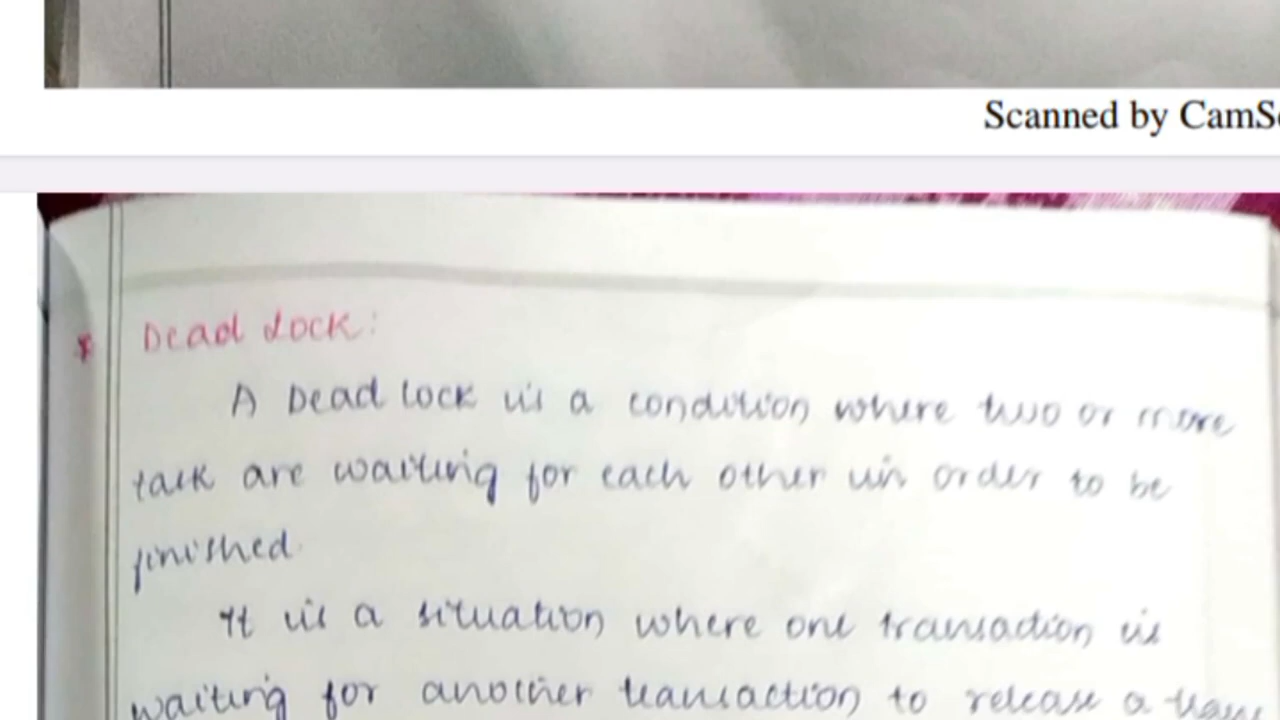 Scanned by CamSc
* Dead Lock:
A Dead lock is a condition where two or more
task are waiting for each other in order to be
finished.
It is a situation where one transaction is
waiting for another transaction to release a